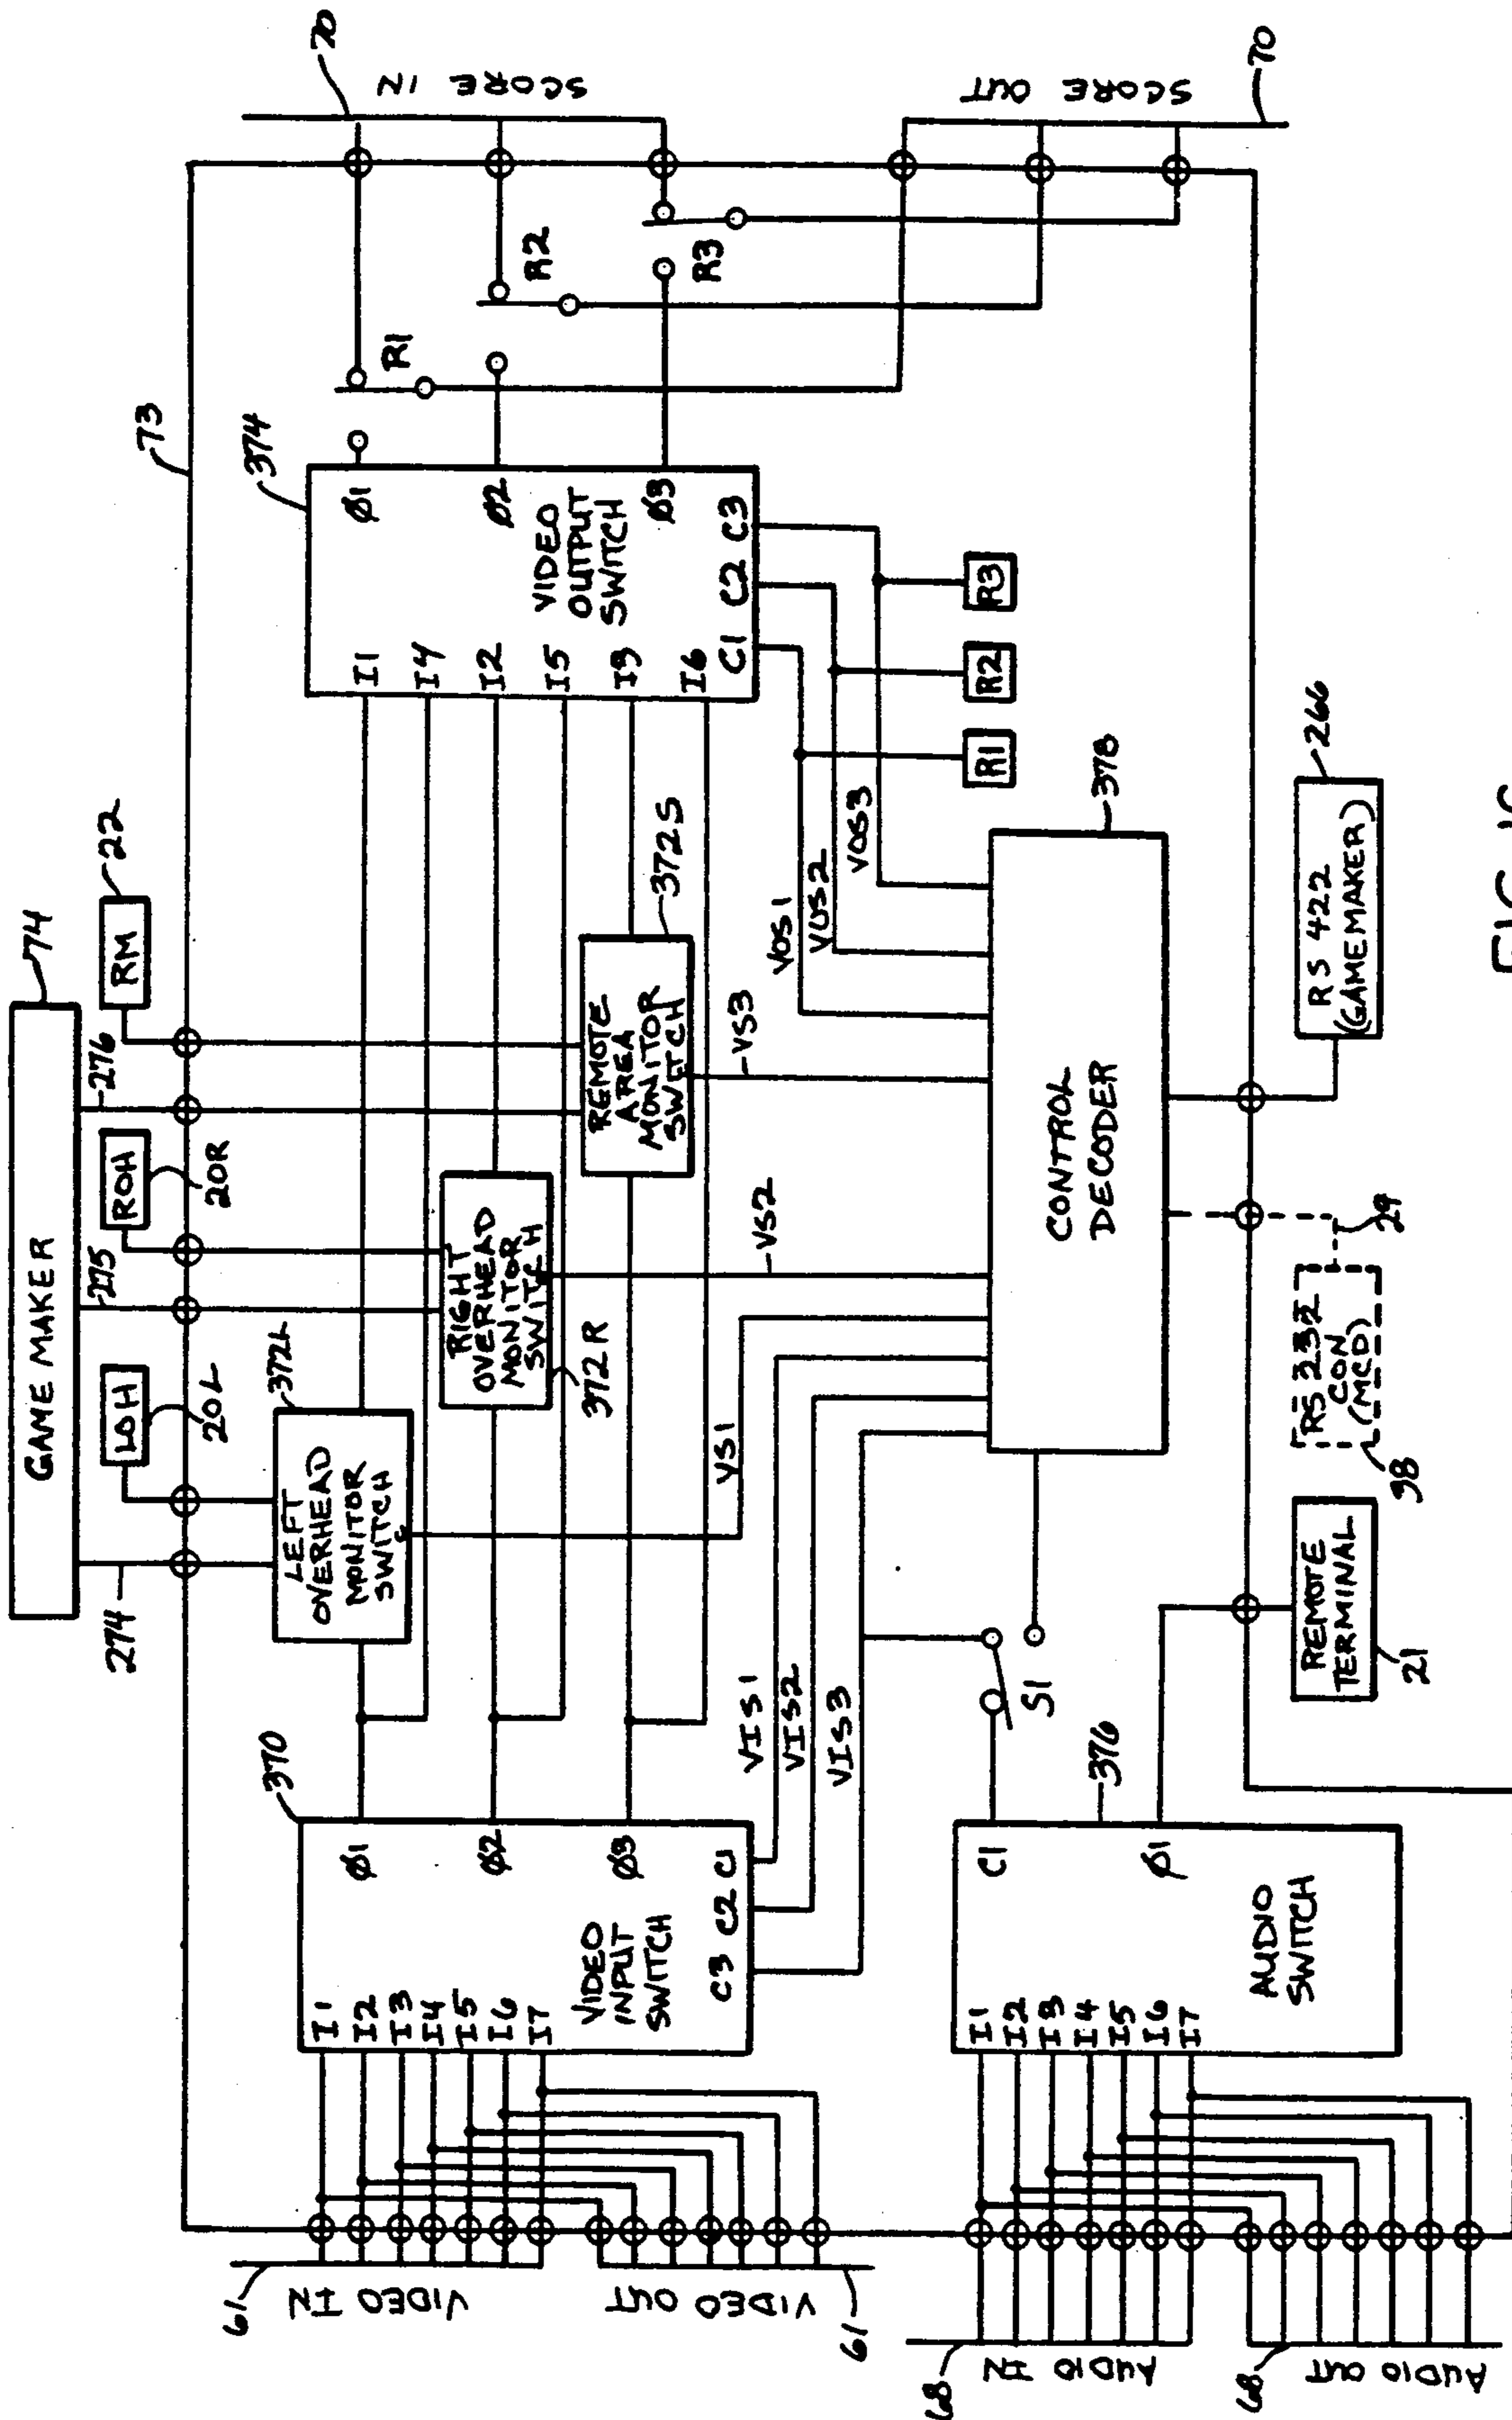 GAME MAKER
74
274
275
276
LOH
20L
ROH
20R
RM
22
73
370
VIDEO
INPUT
SWITCH
I1
I2
I3
I4
I5
I6
I7
Ø1
Ø2
Ø3
C3
C2
C1
61
VIDEO IN
VIDEO OUT
61
372L
LEFT
OVERHEAD
MONITOR
SWITCH
C
RIGHT
OVERHEAD
MONITOR
SWITCH
372R
REMOTE
AREA
MONITOR
SWITCH
372S
374
I1
I4
I2
I5
I3
I6
VIDEO
OUTPUT
SWITCH
Ø1
Ø2
Ø3
C1
C2
C3
R1
R2
R3
70
SCORE IN
SCORE OUT
70
VIS1
VIS2
VIS3
VS1
VS2
VS3
VOS1
VOS2
VOS3
R1
R2
R3
S1
CONTROL
DECODER
378
376
I1
I2
I3
I4
I5
I6
I7
C1
Ø1
AUDIO
SWITCH
68
AUDIO IN
68
AUDIO OUT
REMOTE
TERMINAL
21
RS 232
CON
(MCD)
98
29
RS 422
(GAMEMAKER)
266